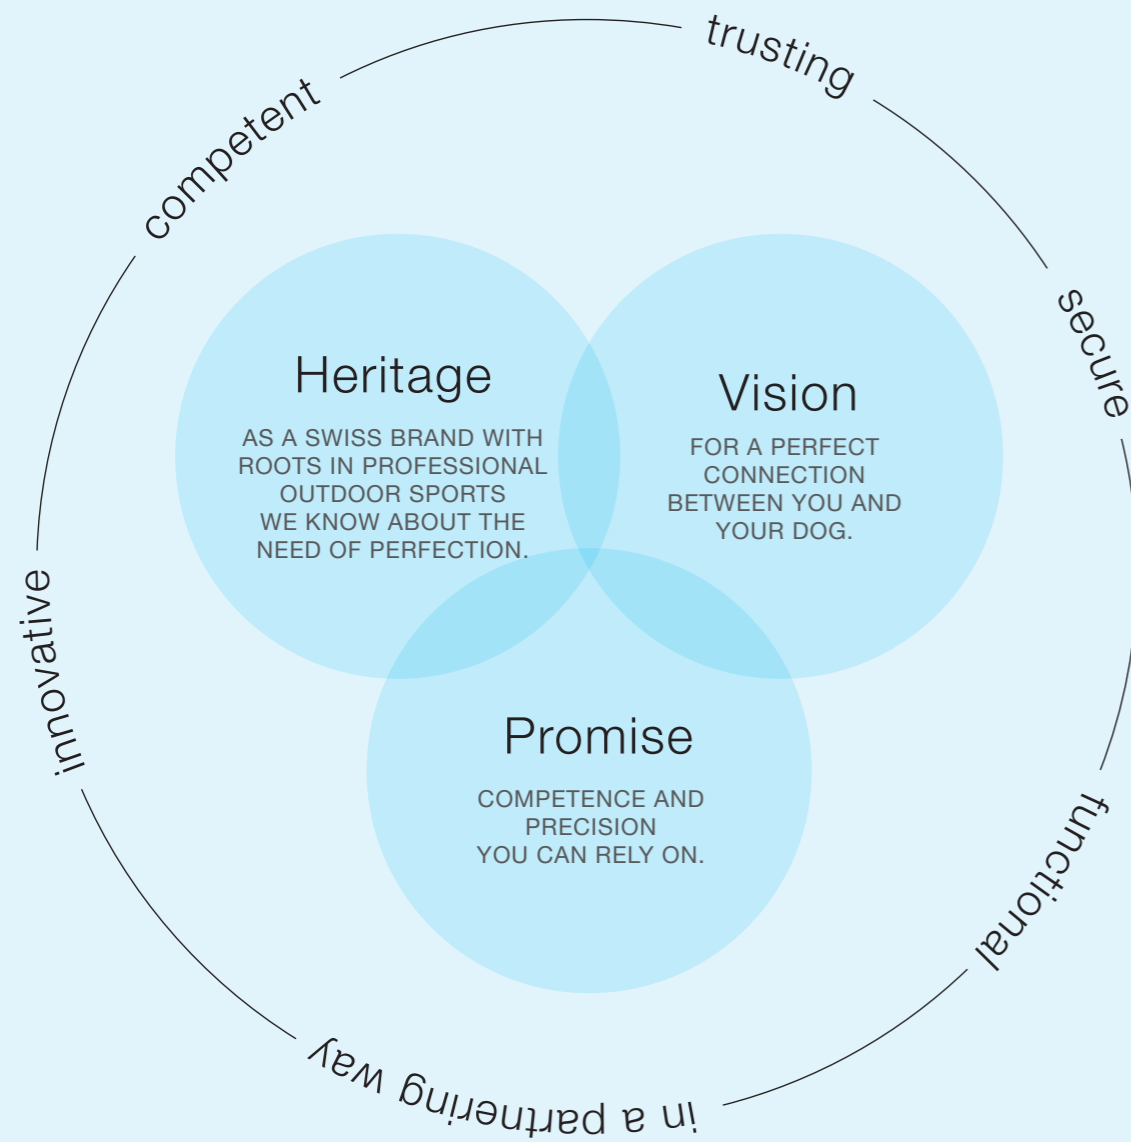 trusting
competent
secure
Heritage
AS A SWISS BRAND WITH
ROOTS IN PROFESSIONAL
OUTDOOR SPORTS
WE KNOW ABOUT THE
NEED OF PERFECTION.
Vision
FOR A PERFECT
CONNECTION
BETWEEN YOU AND
YOUR DOG.
innovative
Promise
COMPETENCE AND
PRECISION
YOU CAN RELY ON.
functional
in a partnering way